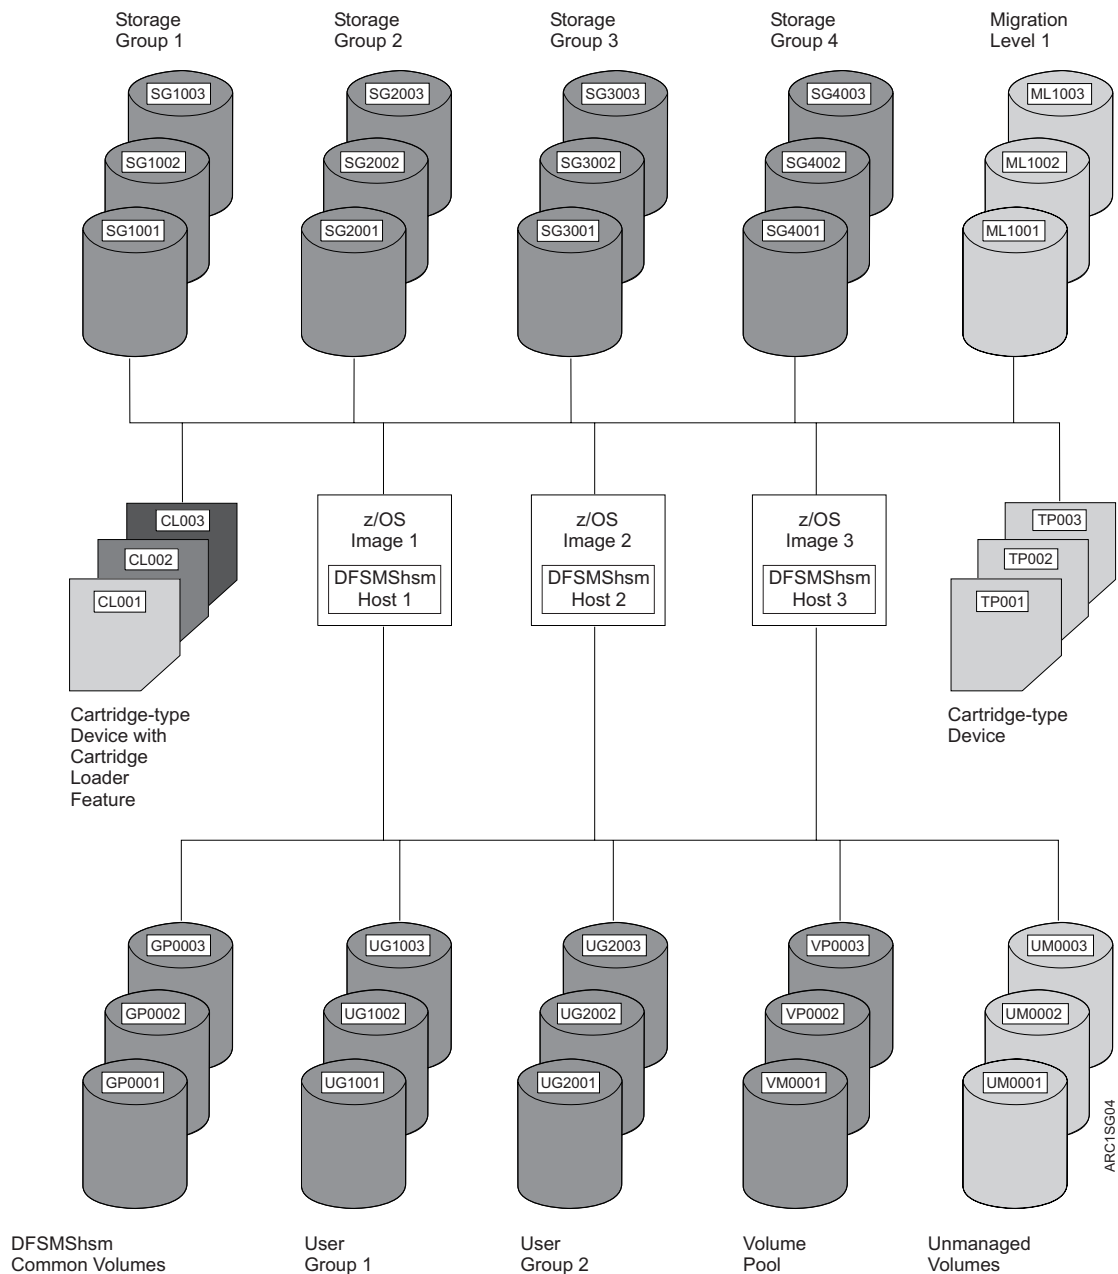 Storage
Group 1
Storage
Group 2
Storage
Group 3
Storage
Group 4
Migration
Level 1
SG1003
SG1002
SG1001
SG2003
SG2002
SG2001
SG3003
SG3002
SG3001
SG4003
SG4002
SG4001
ML1003
ML1002
ML1001
CL003
CL002
CL001
Cartridge-type
Device with
Cartridge
Loader
Feature
z/OS
Image 1
DFSMShsm
Host 1
z/OS
Image 2
DFSMShsm
Host 2
z/OS
Image 3
DFSMShsm
Host 3
TP003
TP002
TP001
Cartridge-type
Device
GP0003
GP0002
GP0001
UG1003
UG1002
UG1001
UG2003
UG2002
UG2001
VP0003
VP0002
VM0001
UM0003
UM0002
UM0001
ARC1SG04
DFSMShsm
Common Volumes
User
Group 1
User
Group 2
Volume
Pool
Unmanaged
Volumes